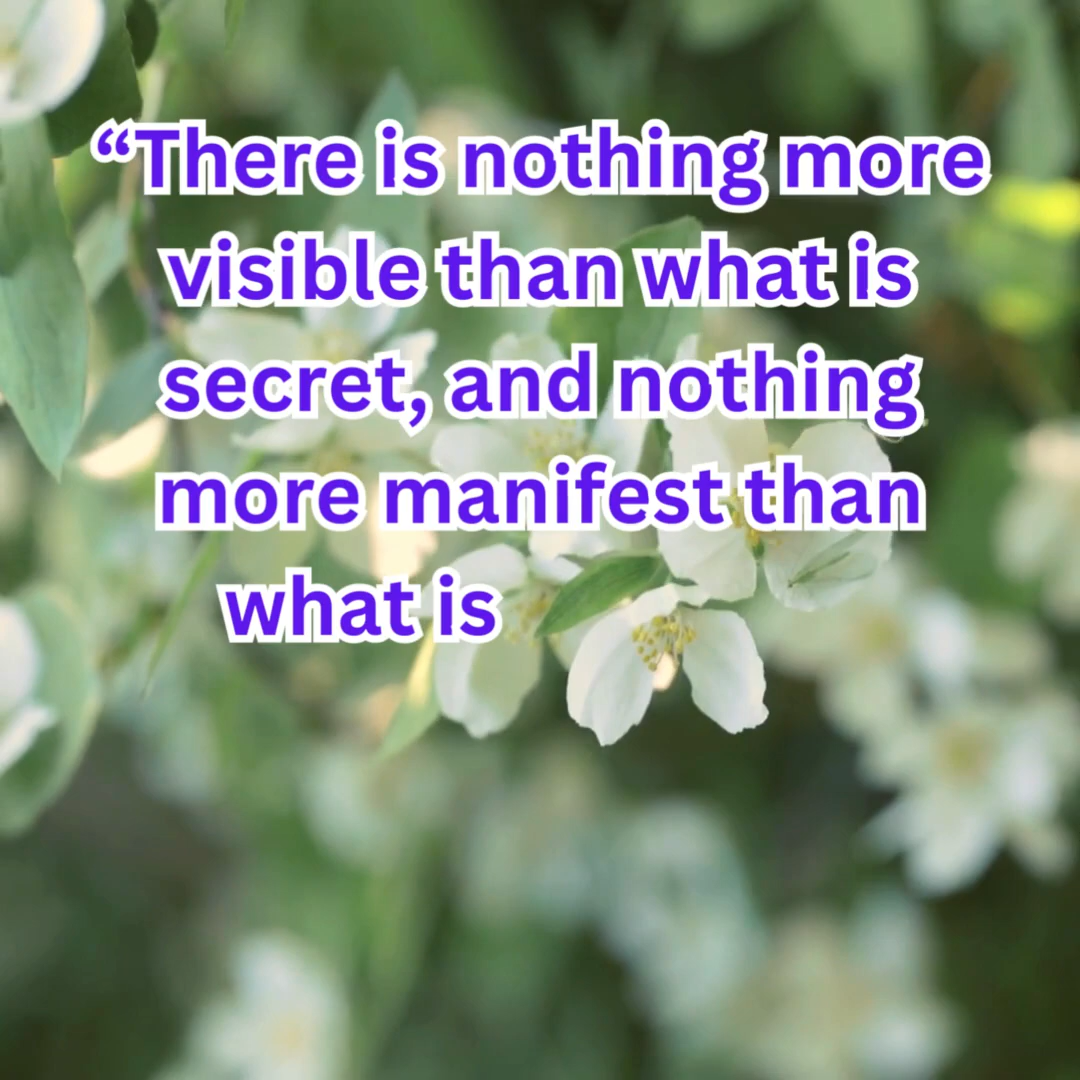 “There is nothing more
visible than what is
secret, and nothing
more manifest than
what is